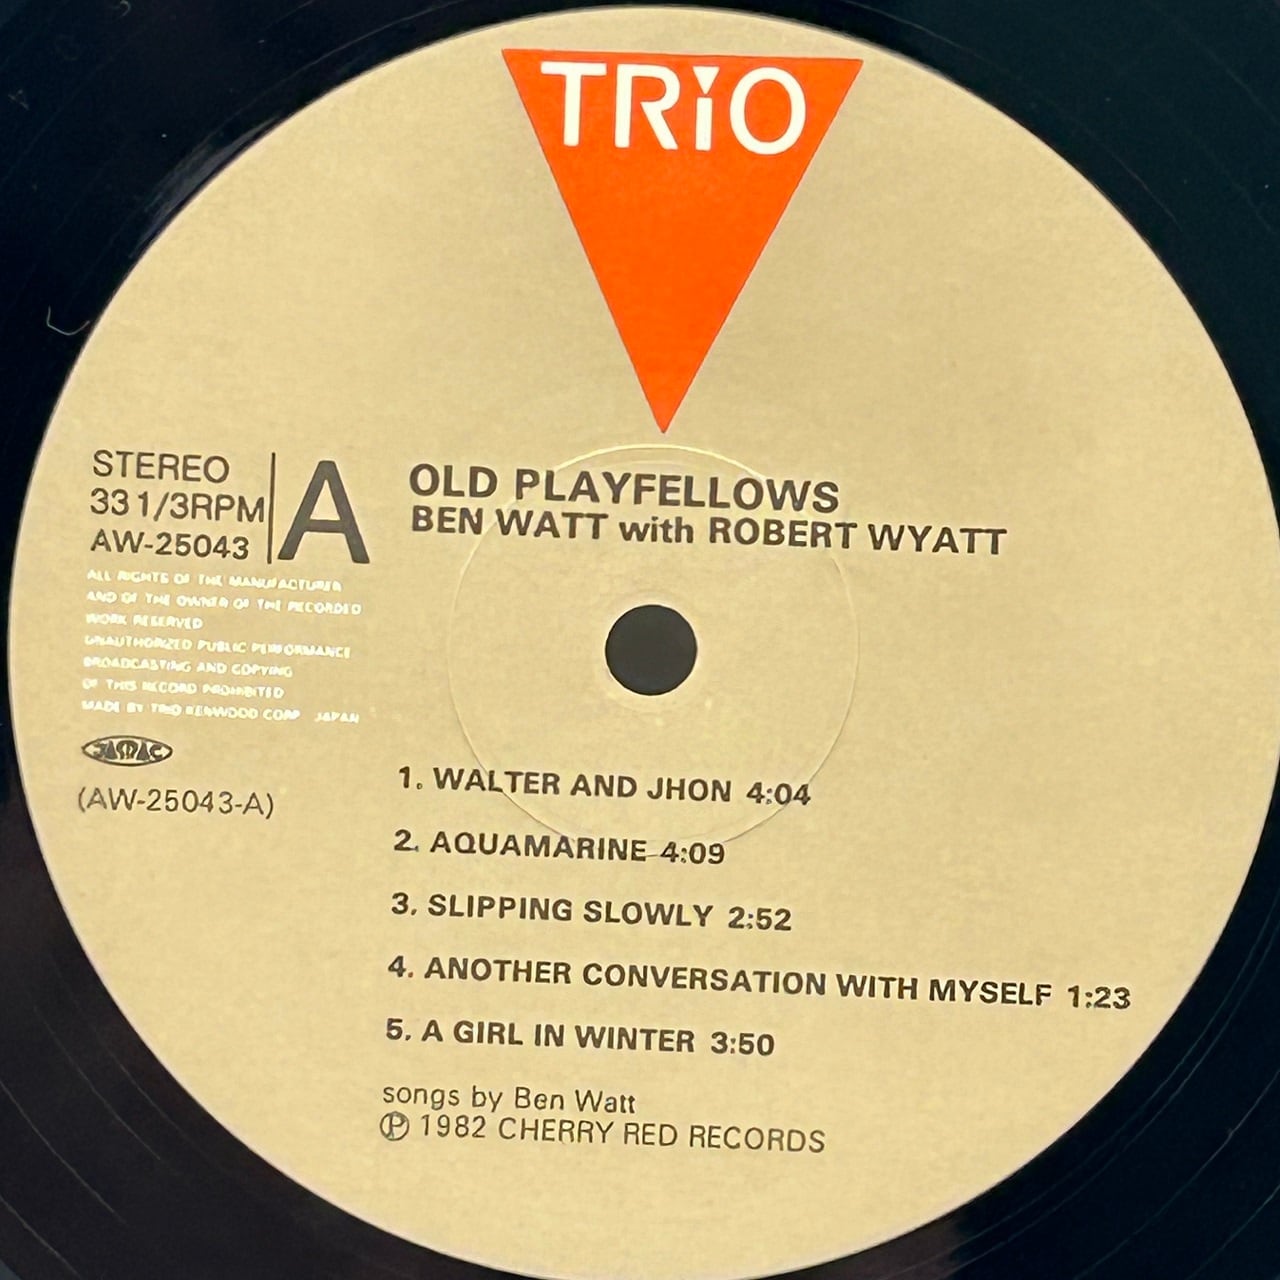 TRiO
STEREO
33 1/3RPM
AW-25043
A
OLD PLAYFELLOWS
BEN WATT with ROBERT WYATT
ALL RIGHTS OF THE MANUFACTURER
AND OF THE OWNER OF THE RECORDED
WORK RESERVED
UNAUTHORIZED PUBLIC PERFORMANCE
BROADCASTING AND COPYING
OF THIS RECORD PROHIBITED
MADE BY TRIO KENWOOD CORP. JAPAN
(AW-25043-A)
1. WALTER AND JHON 4:04
2. AQUAMARINE 4:09
3. SLIPPING SLOWLY 2:52
4. ANOTHER CONVERSATION WITH MYSELF 1:23
5. A GIRL IN WINTER 3:50
songs by Ben Watt
Ⓟ 1982 CHERRY RED RECORDS